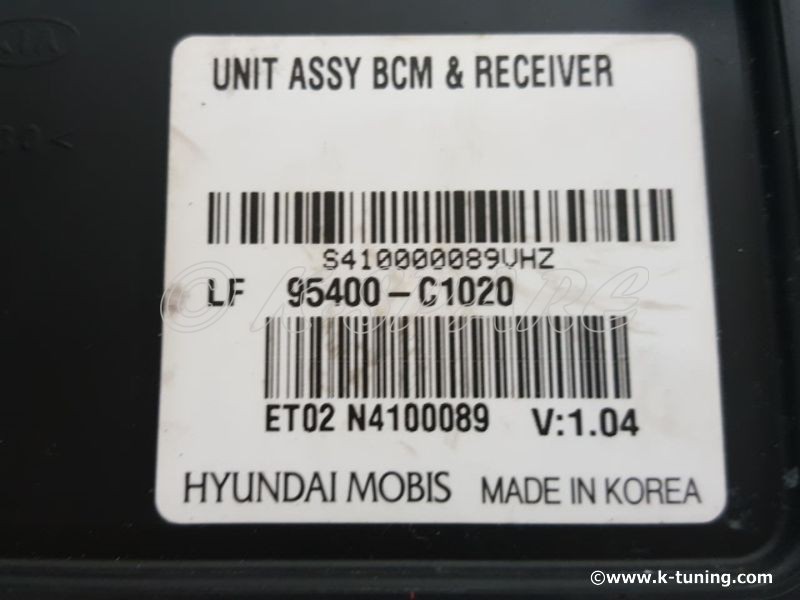 KIA
UNIT ASSY BCM & RECEIVER
S410000089VHZ
LF 95400-C1020
ET02 N4100089 V:1.04
HYUNDAI MOBIS MADE IN KOREA
©www.k-tuning.com